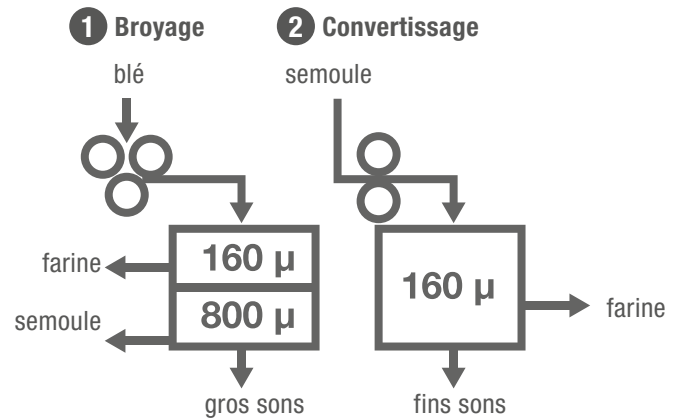 1 Broyage
blé
farine
160 µ
semoule
800 µ
gros sons
2 Convertissage
semoule
160 µ
farine
fins sons